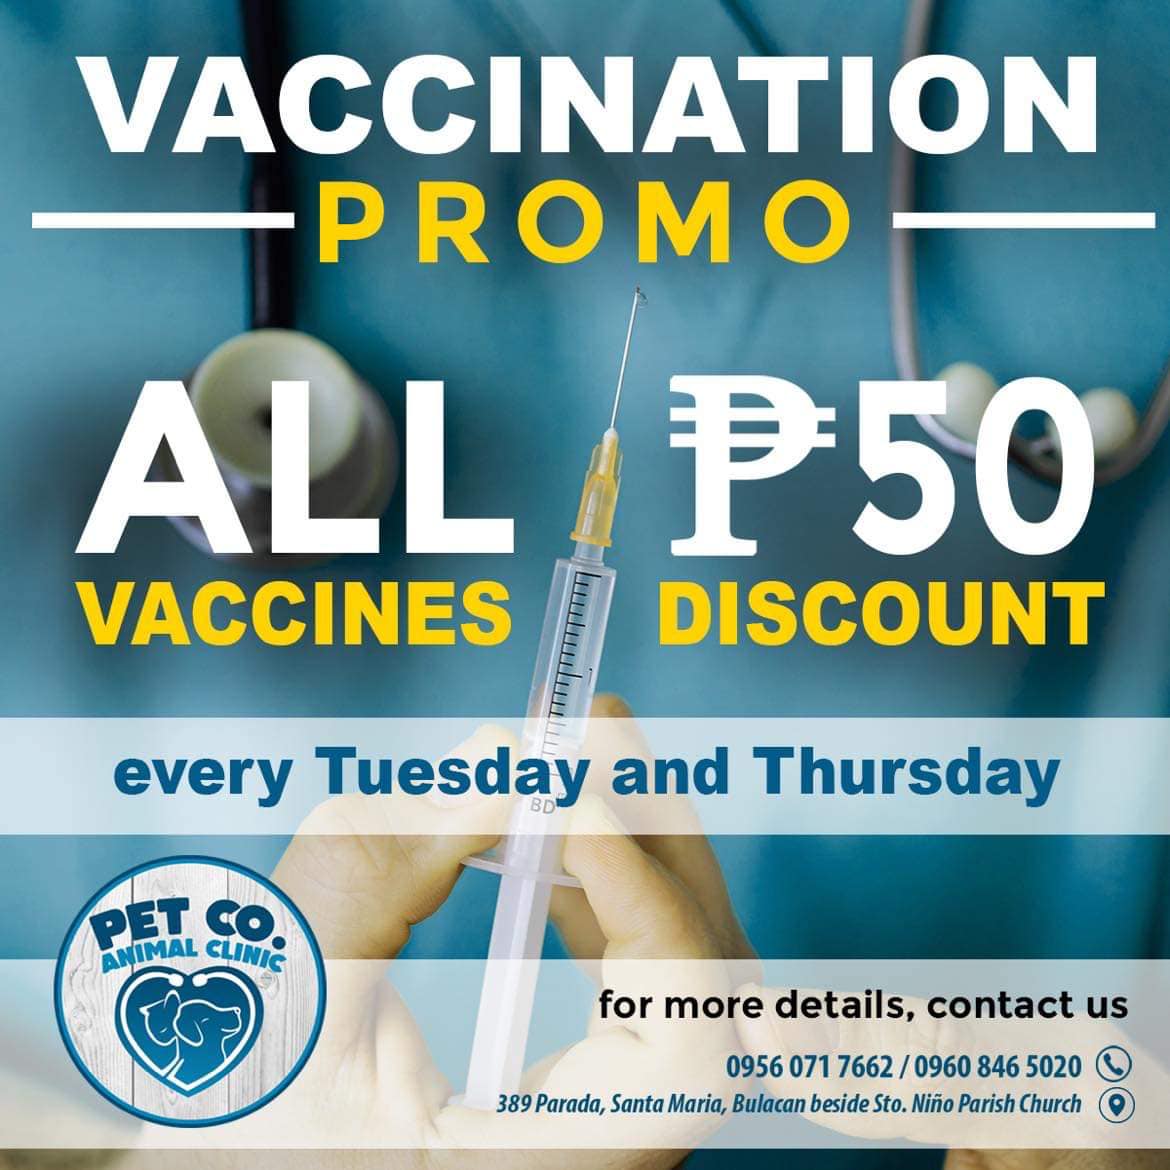 VACCINATION
PROMO
ALL
VACCINES
₱50
DISCOUNT
every Tuesday and Thursday
BD
PET CO.
ANIMAL CLINIC
for more details, contact us
0956 071 7662 / 0960 846 5020
389 Parada, Santa Maria, Bulacan beside Sto. Niño Parish Church